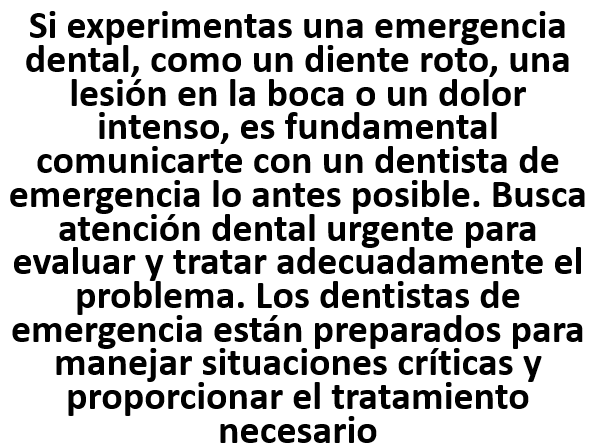 Si experimentas una emergencia
dental, como un diente roto, una
lesión en la boca o un dolor
intenso, es fundamental
comunicarte con un dentista de
emergencia lo antes posible. Busca
atención dental urgente para
evaluar y tratar adecuadamente el
problema. Los dentistas de
emergencia están preparados para
manejar situaciones críticas y
proporcionar el tratamiento
necesario